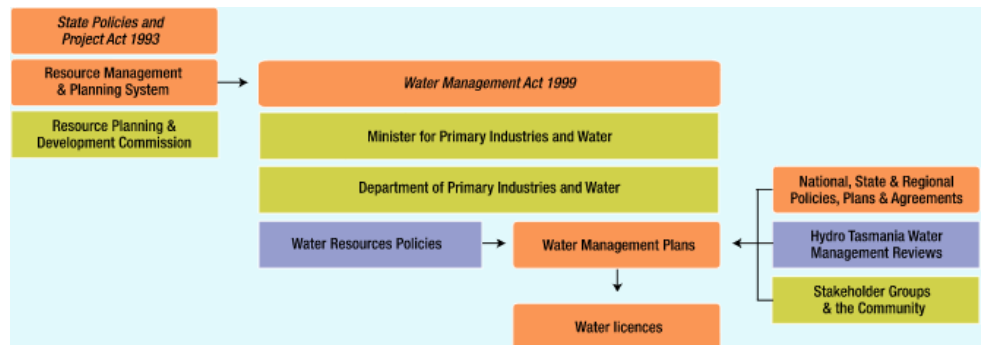 State Policies and
Project Act 1993
Resource Management
& Planning System
Resource Planning &
Development Commission
Water Management Act 1999
Minister for Primary Industries and Water
Department of Primary Industries and Water
Water Resources Policies
Water Management Plans
Water licences
National, State & Regional
Policies, Plans & Agreements
Hydro Tasmania Water
Management Reviews
Stakeholder Groups
& the Community